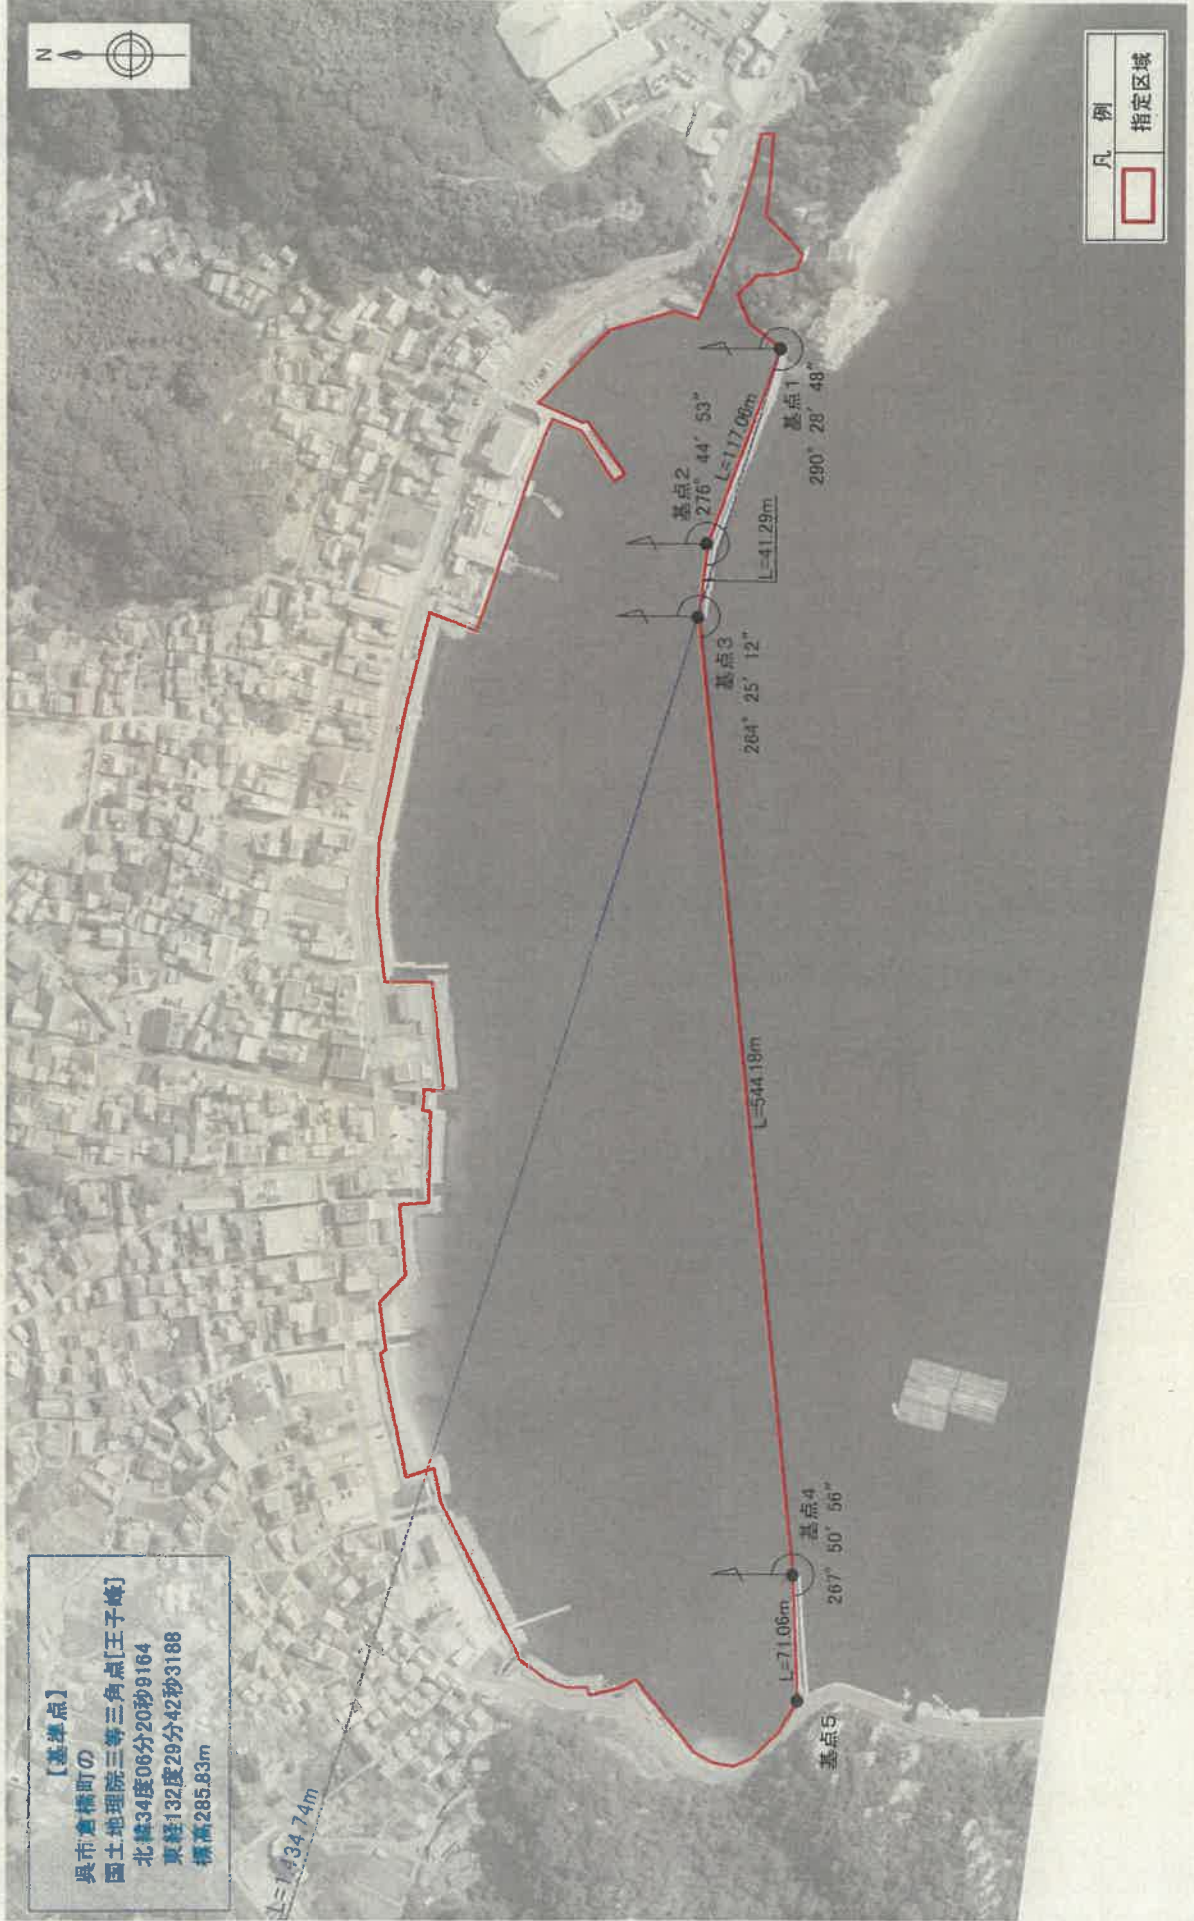 【基準点】
呉市倉橋町の
国土地理院三等三角点[王子峰]
北緯34度06分20秒9164
東経132度29分42秒3188
標高285.83m
L=1,434.74m
N
基点5
L=71.06m
基点4
267° 50′ 56″
L=544.18m
基点3
264° 25′ 12″
L=41.29m
基点2
276° 44′ 53″
L=117.06m
基点1
290° 28′ 48″
凡 例
指定区域